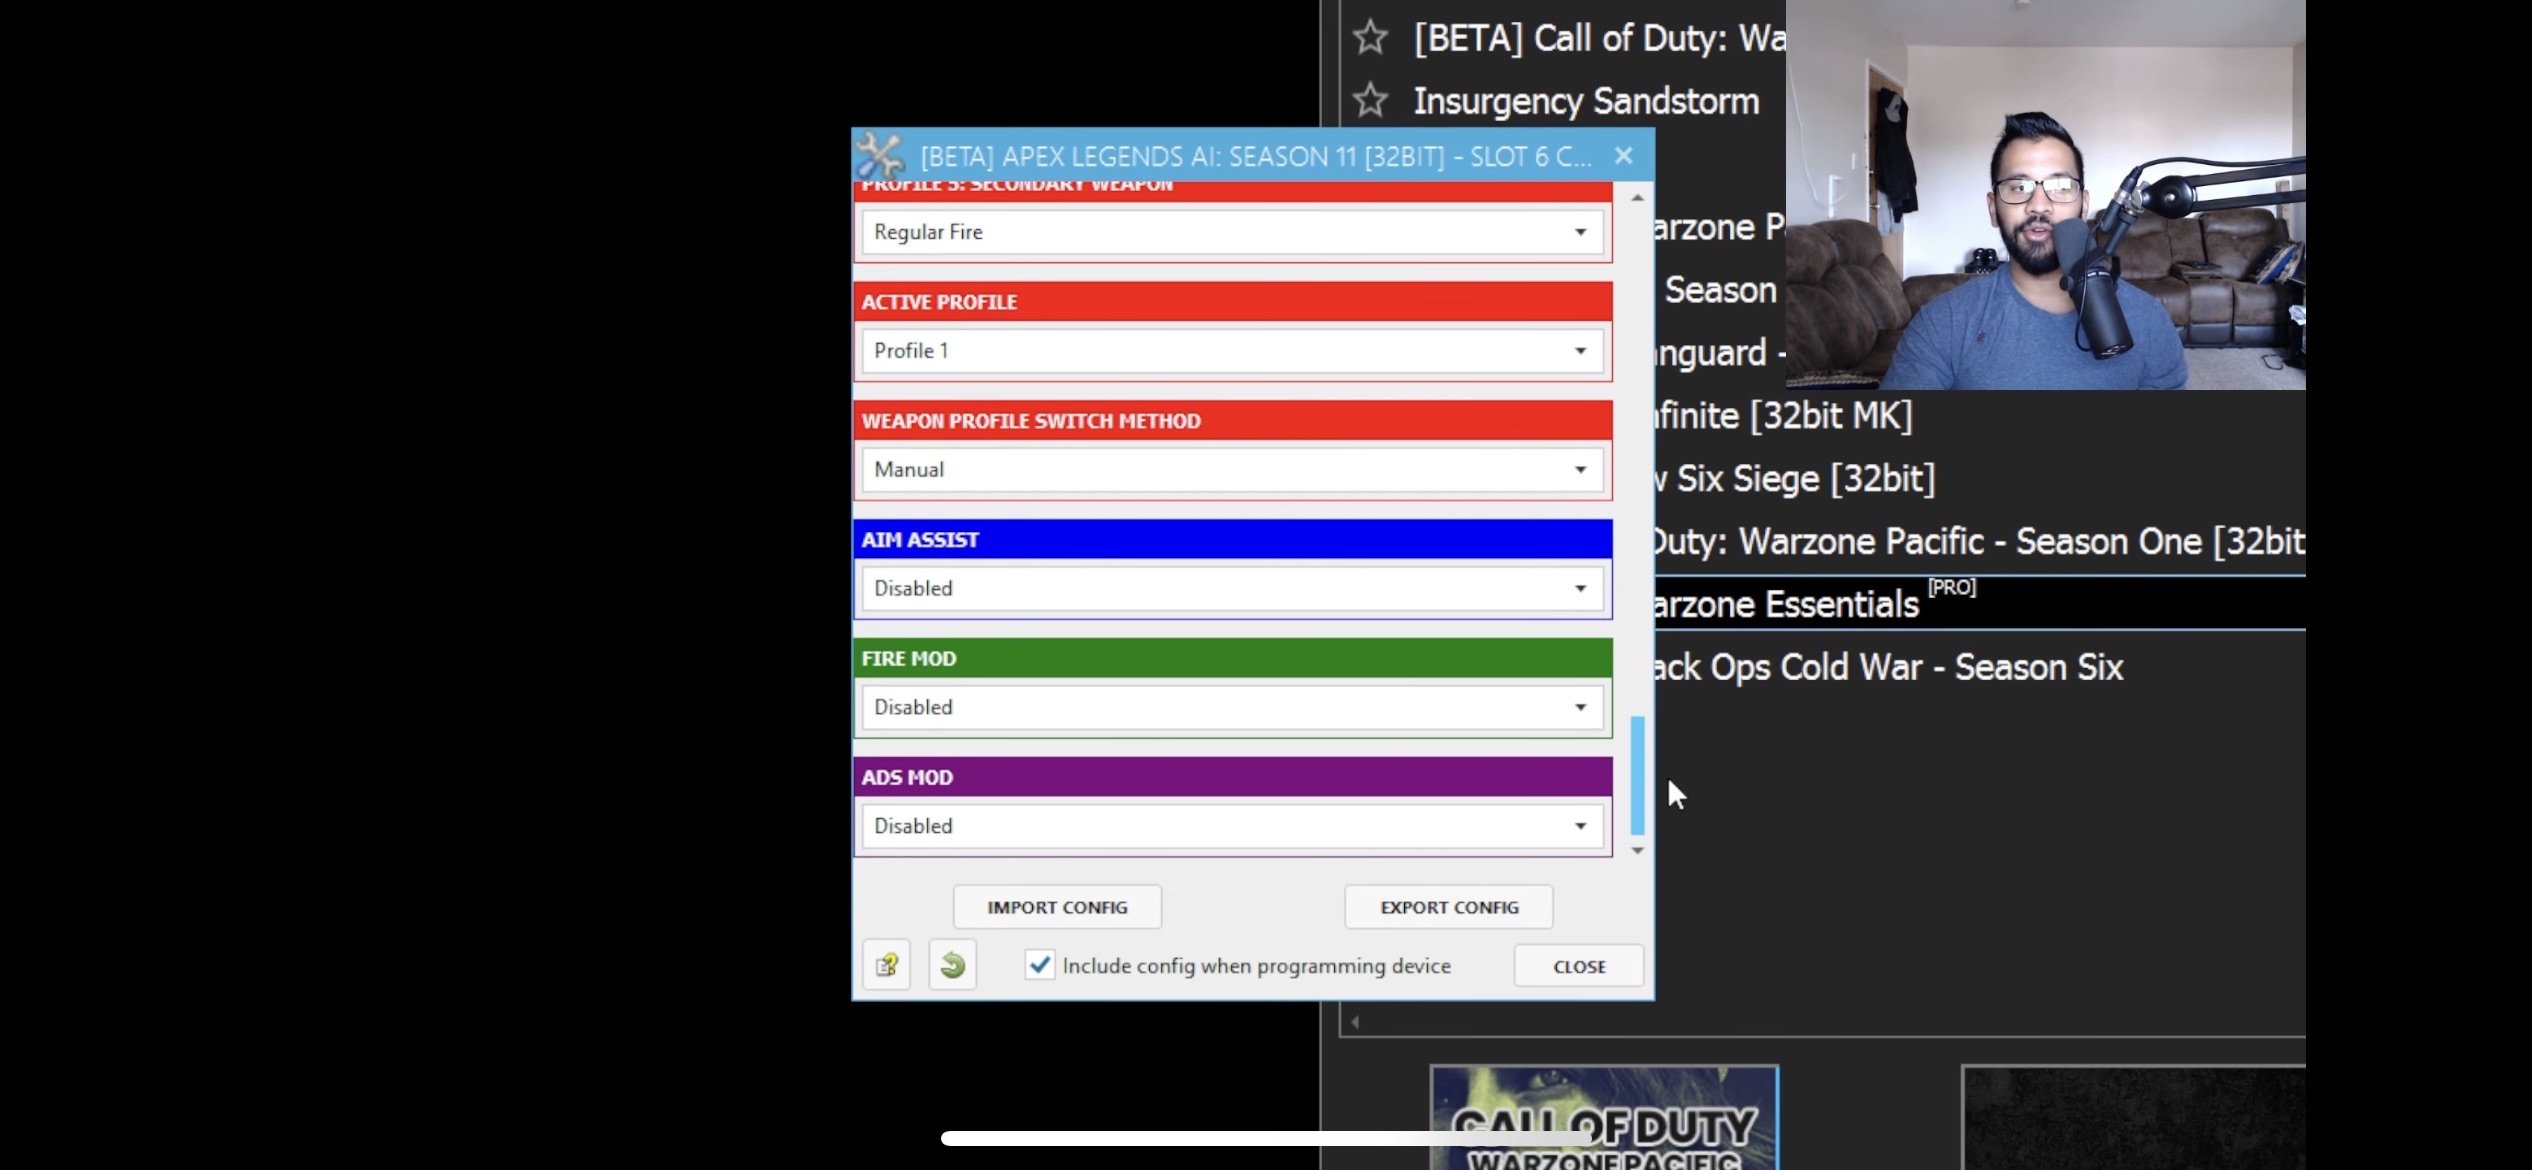 [BETA] Call of Duty: Wa
Insurgency Sandstorm
[BETA] APEX LEGENDS AI: SEASON 11 [32BIT] - SLOT 6 C...
PROFILE 5: SECONDARY WEAPON
Regular Fire
ACTIVE PROFILE
Profile 1
WEAPON PROFILE SWITCH METHOD
Manual
AIM ASSIST
Disabled
FIRE MOD
Disabled
ADS MOD
Disabled
IMPORT CONFIG
EXPORT CONFIG
Include config when programming device
CLOSE
arzone P
Season
nguard -
nfinite [32bit MK]
w Six Siege [32bit]
Duty: Warzone Pacific - Season One [32bit
arzone Essentials [PRO]
ack Ops Cold War - Season Six
CALL OF DUTY
WARZONE PACIFIC